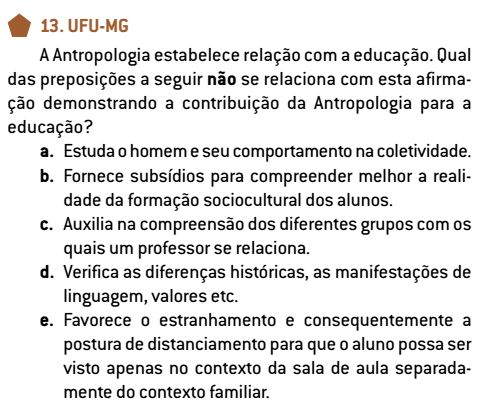 13. UFU-MG
A Antropologia estabelece relação com a educação. Qual
das preposições a seguir não se relaciona com esta afirma-
ção demonstrando a contribuição da Antropologia para a
educação?
a. Estuda o homem e seu comportamento na coletividade.
b. Fornece subsídios para compreender melhor a reali-
dade da formação sociocultural dos alunos.
c. Auxilia na compreensão dos diferentes grupos com os
quais um professor se relaciona.
d. Verifica as diferenças históricas, as manifestações de
linguagem, valores etc.
e. Favorece o estranhamento e consequentemente a
postura de distanciamento para que o aluno possa ser
visto apenas no contexto da sala de aula separada-
mente do contexto familiar.